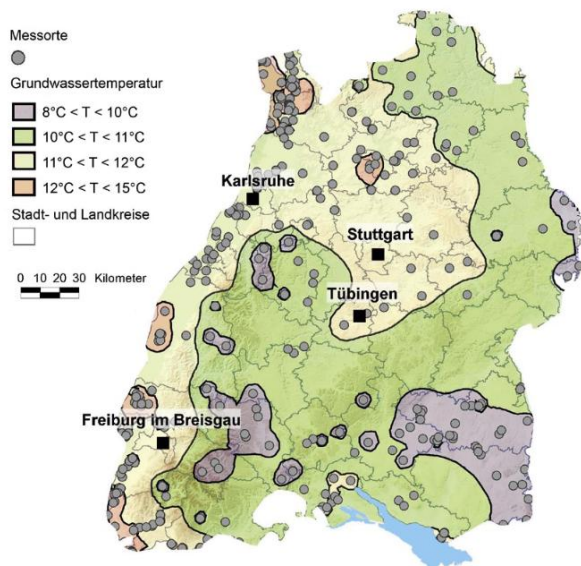 Messorte
Grundwassertemperatur
8°C < T < 10°C
10°C < T < 11°C
11°C < T < 12°C
12°C < T < 15°C
Stadt- und Landkreise
0 10 20 30 Kilometer
Karlsruhe
Stuttgart
Tübingen
Freiburg im Breisgau